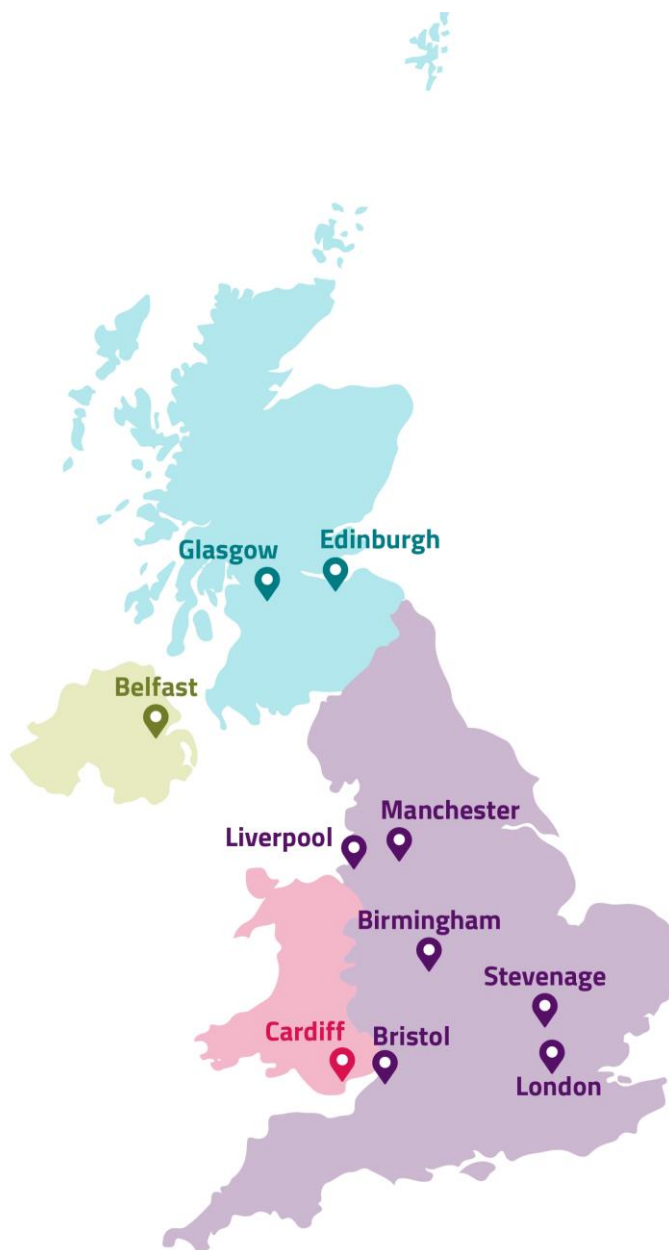 Edinburgh
Glasgow
Belfast
Manchester
Liverpool
Birmingham
Stevenage
Cardiff
Bristol
London